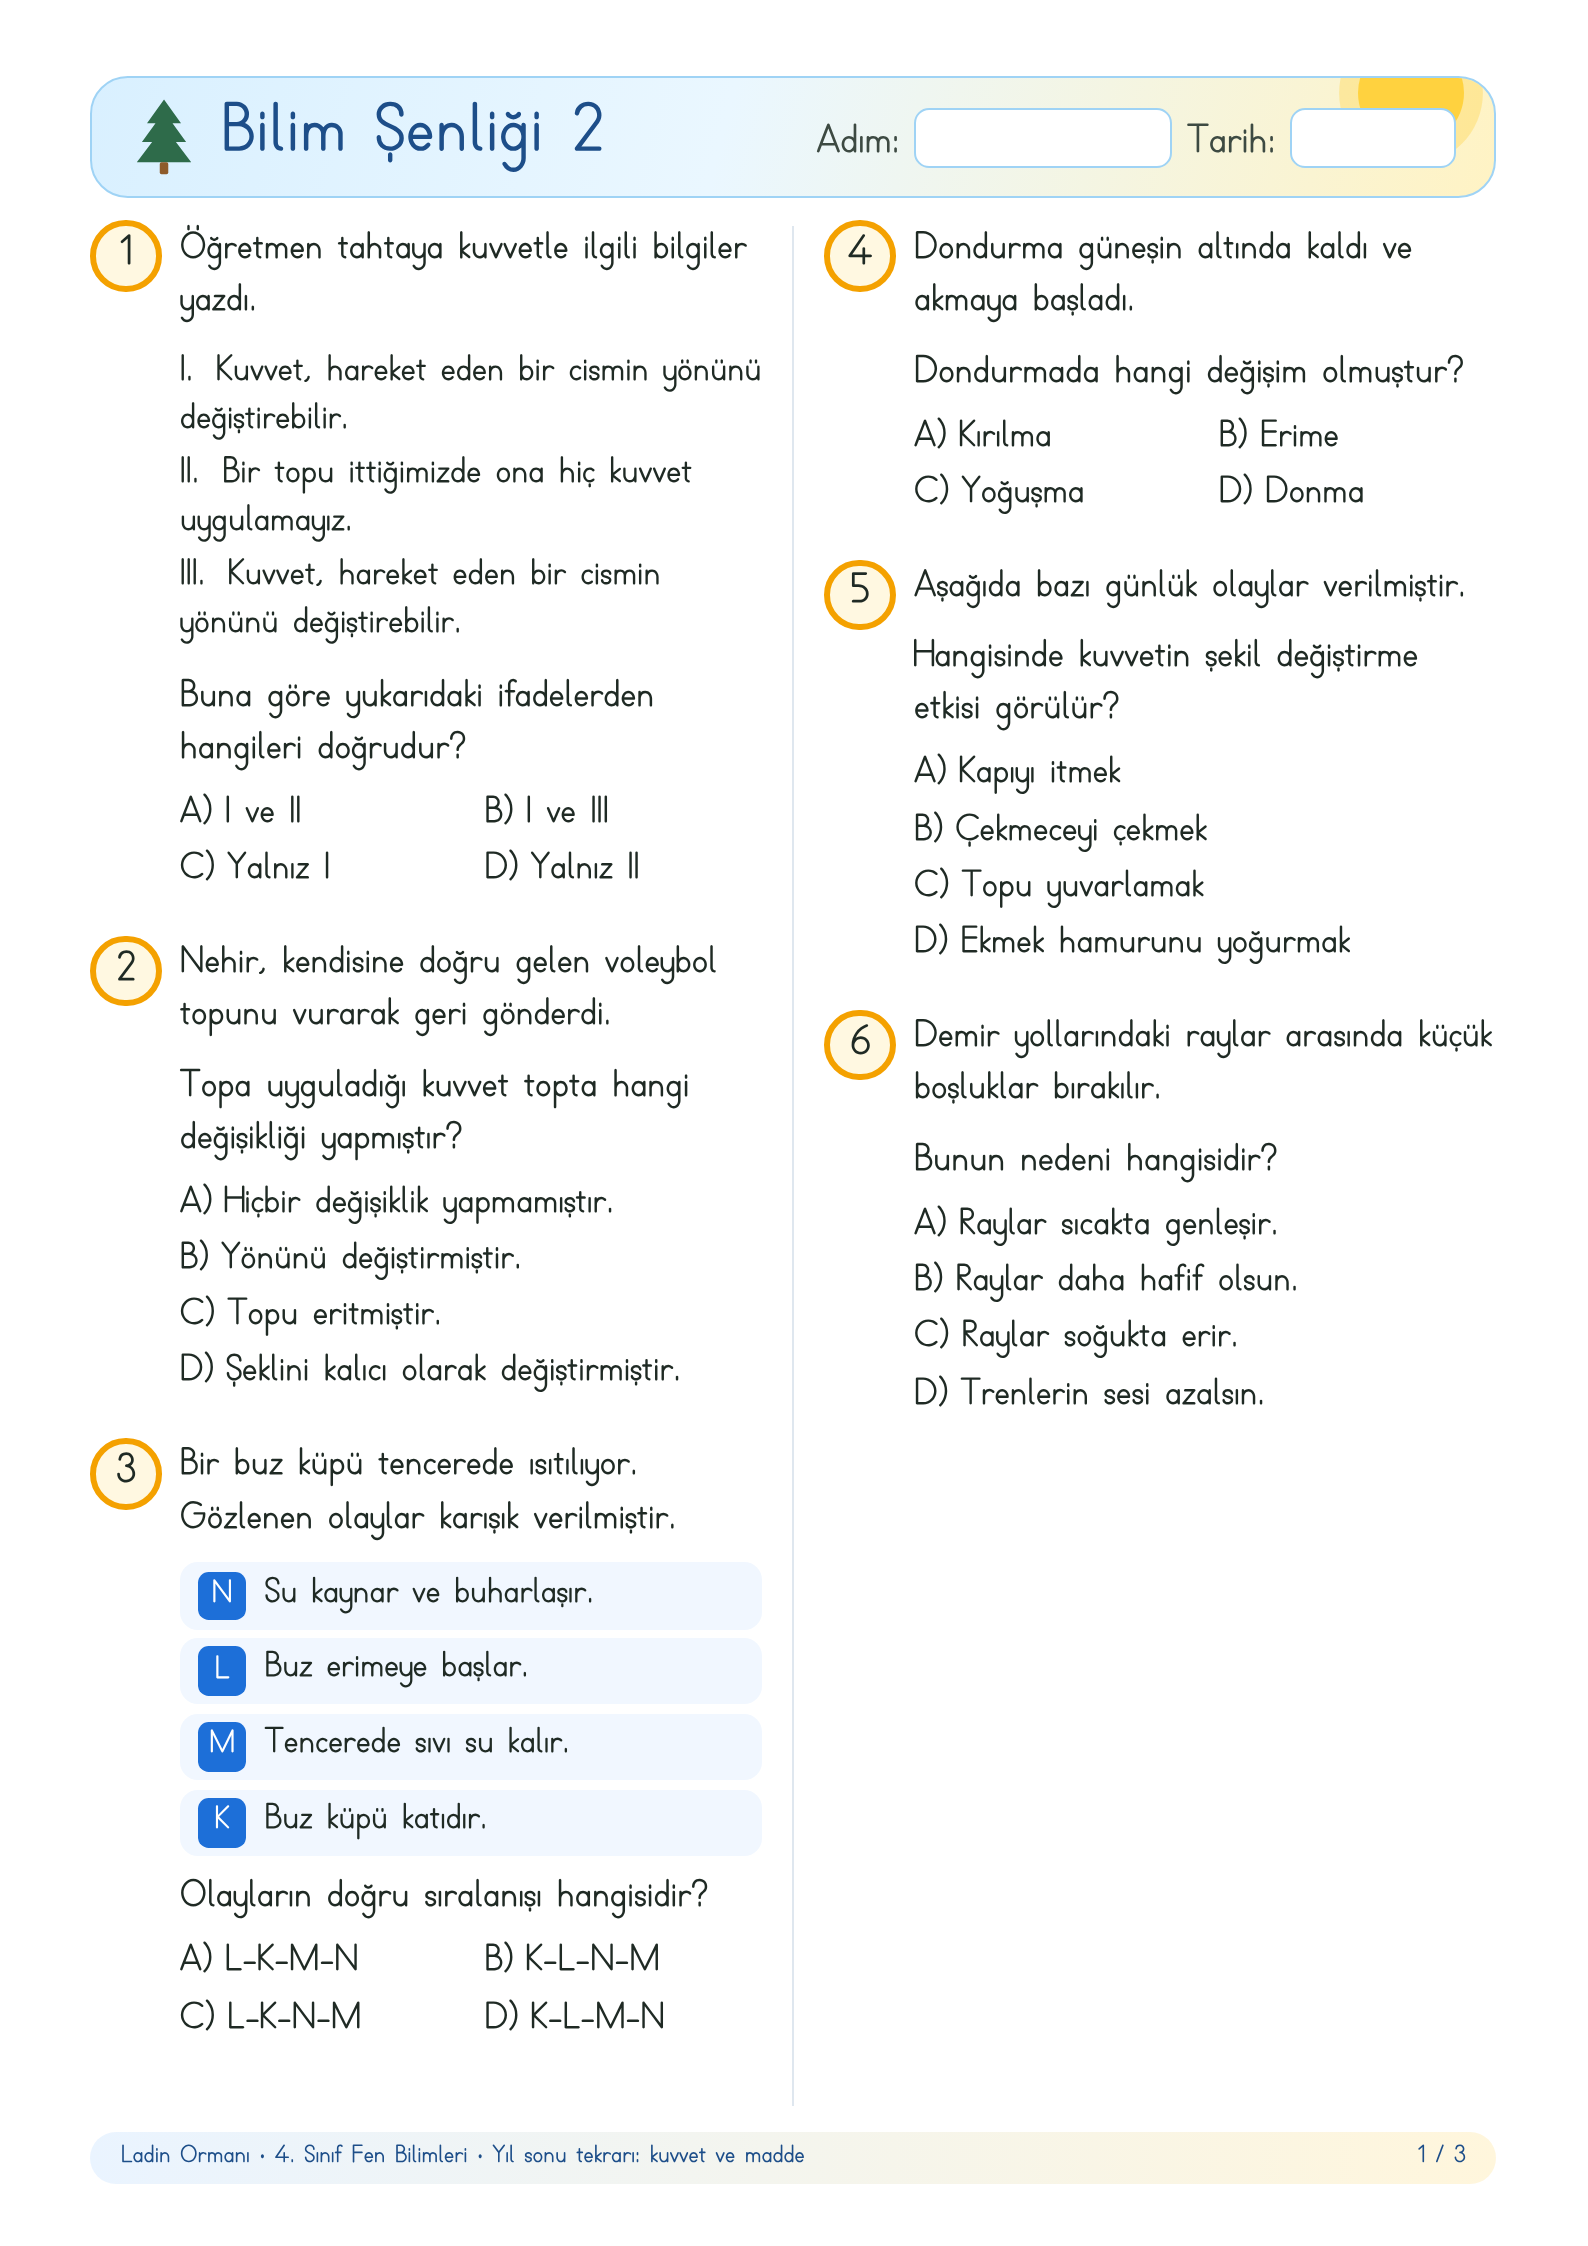 Bilim Şenliği 2
Adım:
Tarih:
1
Öğretmen tahtaya kuvvetle ilgili bilgiler
yazdı.
I. Kuvvet, hareket eden bir cismin yönünü
değiştirebilir.
II. Bir topu ittiğimizde ona hiç kuvvet
uygulamayız.
III. Kuvvet, hareket eden bir cismin
yönünü değiştirebilir.
Buna göre yukarıdaki ifadelerden
hangileri doğrudur?
A) I ve II
B) I ve III
C) Yalnız I
D) Yalnız II
2
Nehir, kendisine doğru gelen voleybol
topunu vurarak geri gönderdi.
Topa uyguladığı kuvvet topta hangi
değişikliği yapmıştır?
A) Hiçbir değişiklik yapmamıştır.
B) Yönünü değiştirmiştir.
C) Topu eritmiştir.
D) Şeklini kalıcı olarak değiştirmiştir.
3
Bir buz küpü tencerede ısıtılıyor.
Gözlenen olaylar karışık verilmiştir.
N Su kaynar ve buharlaşır.
L Buz erimeye başlar.
M Tencerede sıvı su kalır.
K Buz küpü katıdır.
Olayların doğru sıralanışı hangisidir?
A) L-K-M-N
B) K-L-N-M
C) L-K-N-M
D) K-L-M-N
4
Dondurma güneşin altında kaldı ve
akmaya başladı.
Dondurmada hangi değişim olmuştur?
A) Kırılma
B) Erime
C) Yoğuşma
D) Donma
5
Aşağıda bazı günlük olaylar verilmiştir.
Hangisinde kuvvetin şekil değiştirme
etkisi görülür?
A) Kapıyı itmek
B) Çekmeceyi çekmek
C) Topu yuvarlamak
D) Ekmek hamurunu yoğurmak
6
Demir yollarındaki raylar arasında küçük
boşluklar bırakılır.
Bunun nedeni hangisidir?
A) Raylar sıcakta genleşir.
B) Raylar daha hafif olsun.
C) Raylar soğukta erir.
D) Trenlerin sesi azalsın.
Ladin Ormanı • 4. Sınıf Fen Bilimleri • Yıl sonu tekrarı: kuvvet ve madde
1 / 3